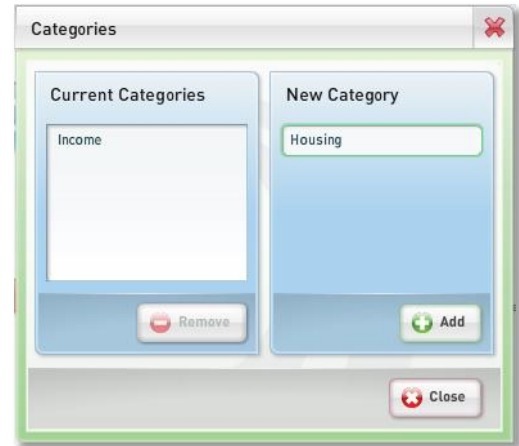 Categories
Current Categories
Income
Remove
New Category
Housing
Add
Close